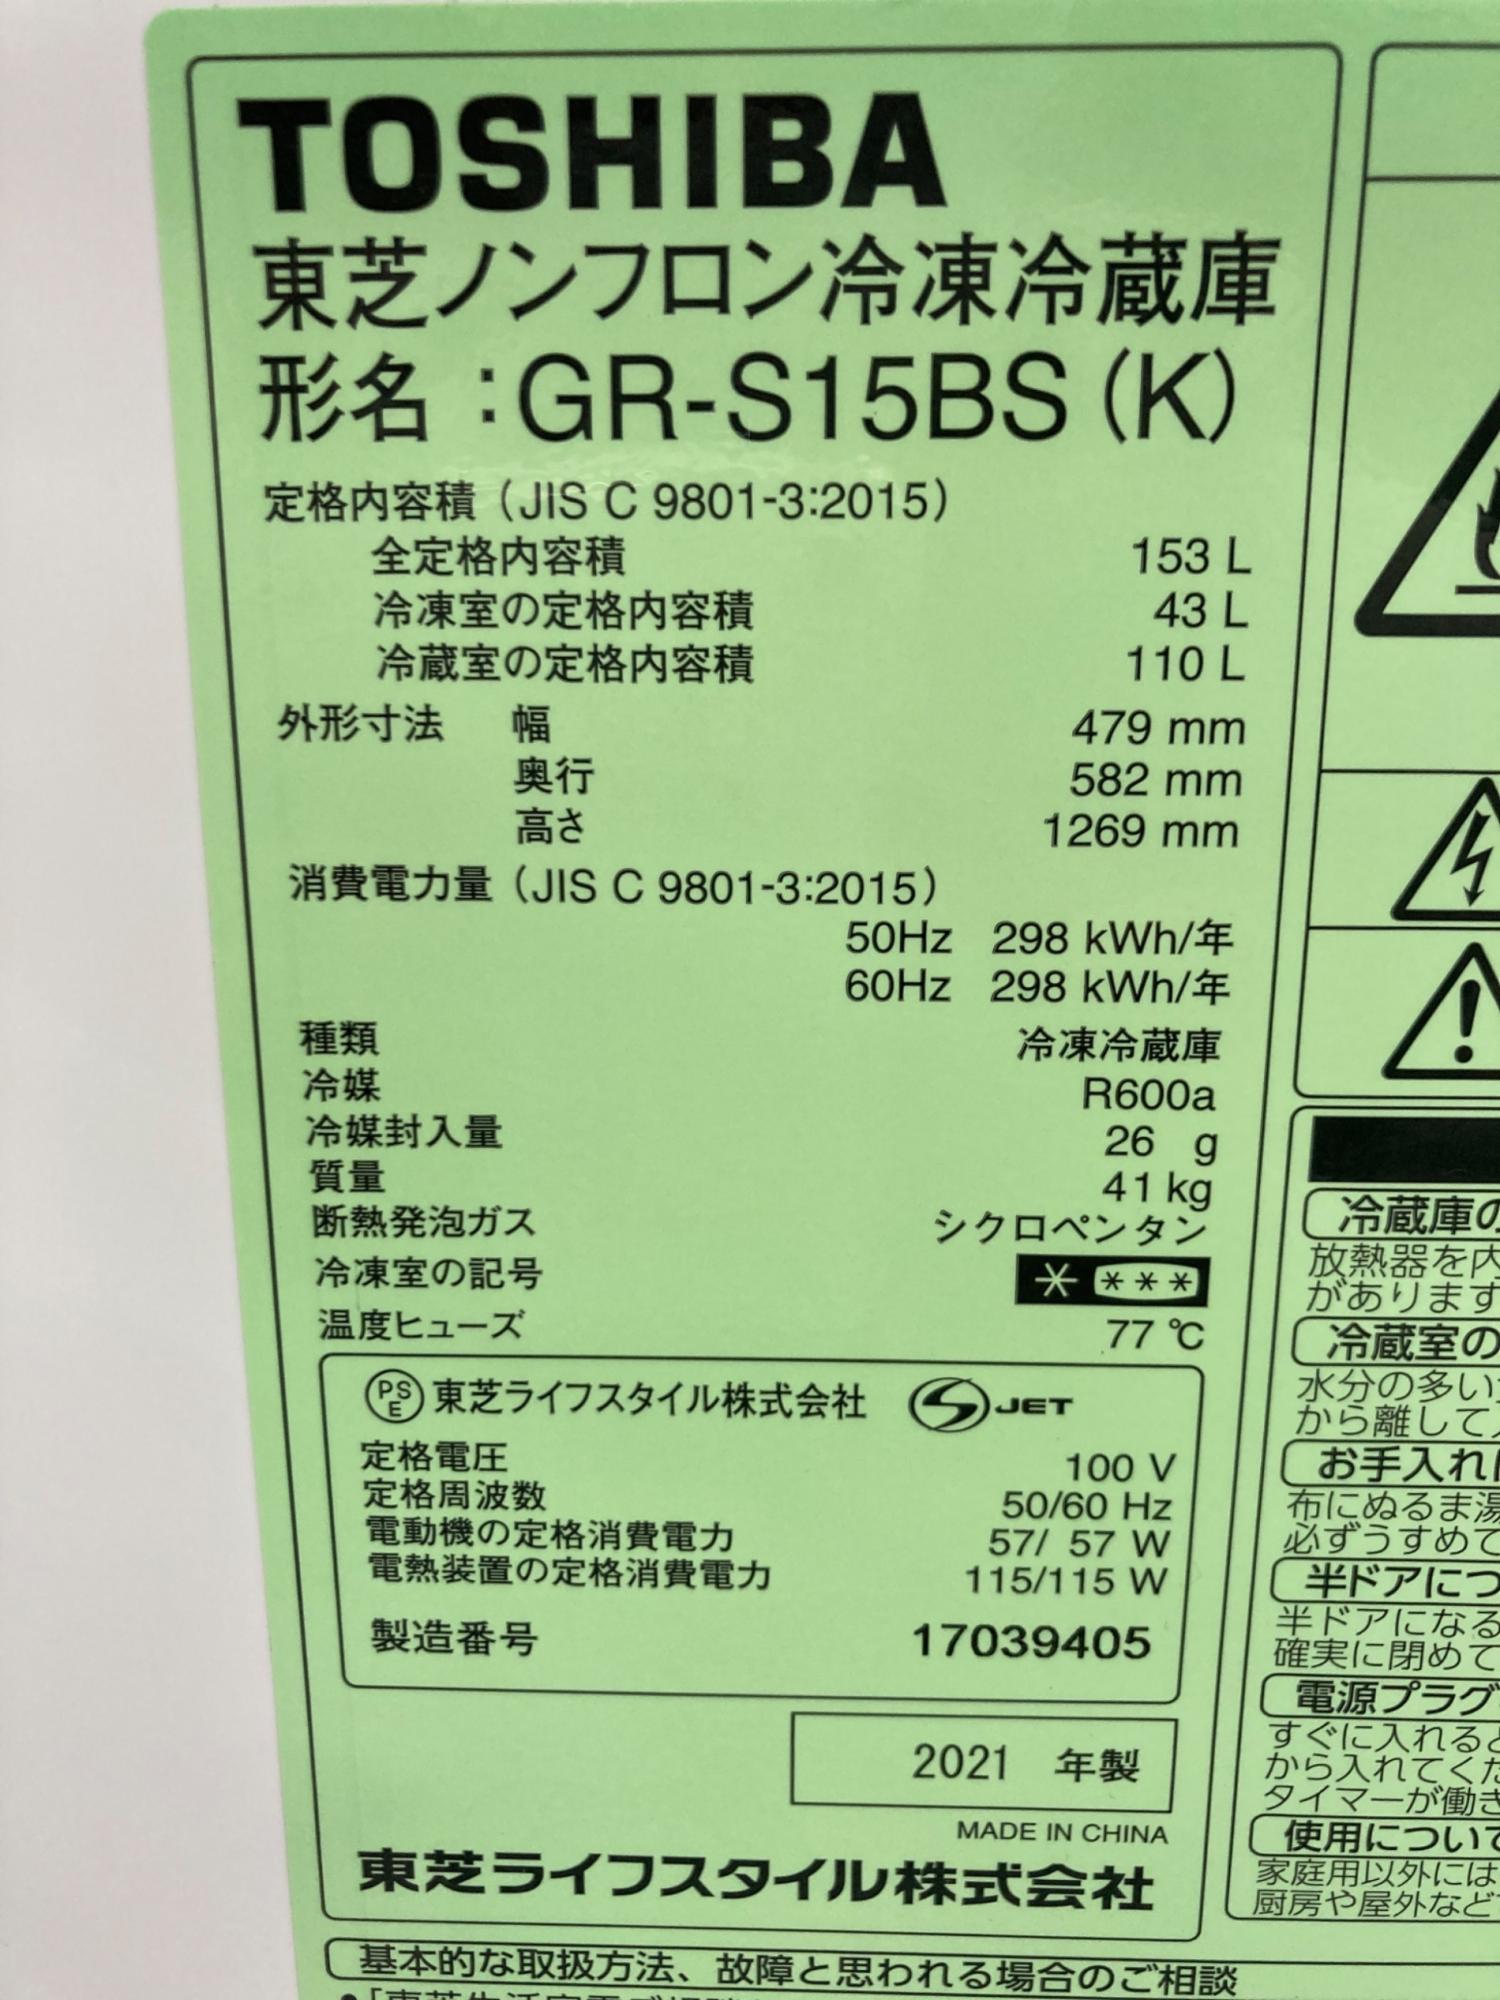 TOSHIBA
東芝ノンフロン冷凍冷蔵庫
形名：GR-S15BS（K）
定格内容積（JIS C 9801-3:2015）
全定格内容積 153 L
冷凍室の定格内容積 43 L
冷蔵室の定格内容積 110 L
外形寸法 幅 479 mm
奥行 582 mm
高さ 1269 mm
消費電力量（JIS C 9801-3:2015）
50Hz 298 kWh/年
60Hz 298 kWh/年
種類 冷凍冷蔵庫
冷媒 R600a
冷媒封入量 26 g
質量 41 kg
断熱発泡ガス シクロペンタン
冷凍室の記号 * ***
温度ヒューズ 77 ℃
PSE 東芝ライフスタイル株式会社 S JET
定格電圧 100 V
定格周波数 50/60 Hz
電動機の定格消費電力 57/ 57 W
電熱装置の定格消費電力 115/115 W
製造番号 17039405
2021 年製
MADE IN CHINA
東芝ライフスタイル株式会社
基本的な取扱方法、故障と思われる場合のご相談
冷蔵庫の
放熱器を内
があります
冷蔵室の
水分の多い
から離して
お手入れ
布にぬるま湯
必ずうすめて
半ドアにつ
半ドアになる
確実に閉めて
電源プラグ
すぐに入れると
から入れてくだ
タイマーが働き
使用について
家庭用以外には
厨房や屋外など